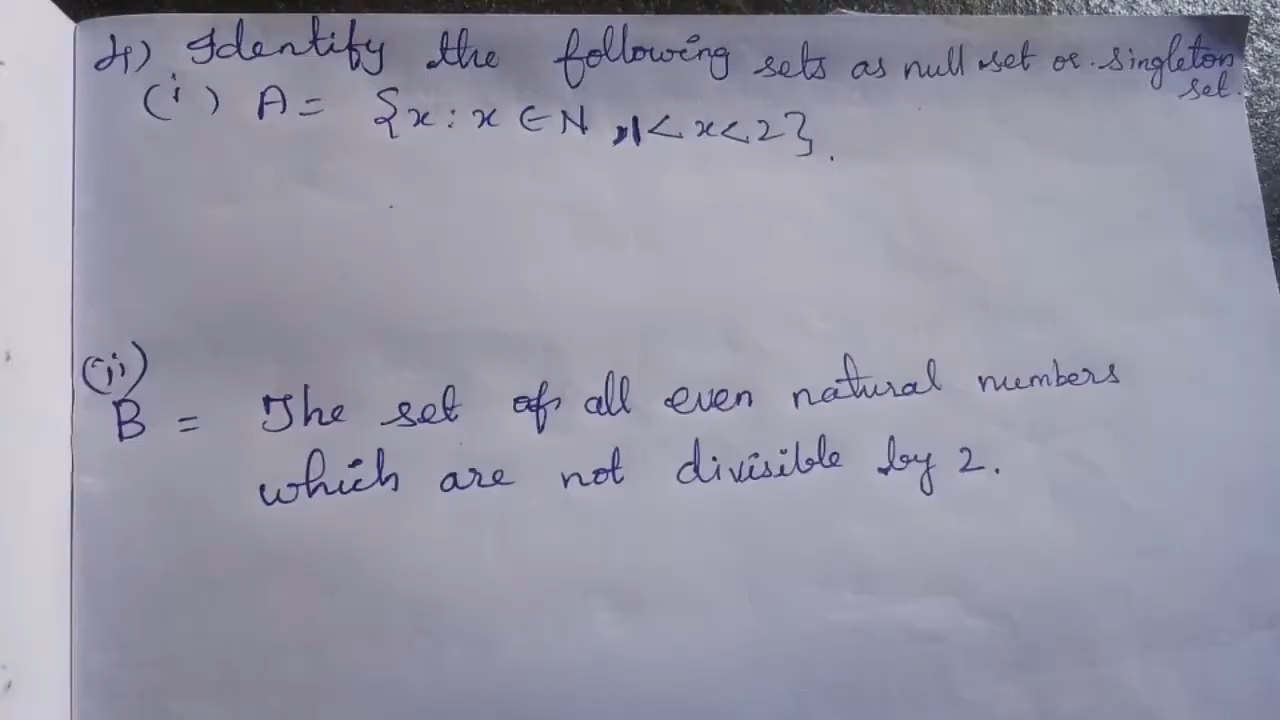 4) Identify the following sets as null set or singleton
set.
(i) A = {x : x ∈ N, 1 < x < 2}.
(ii)
B = The set of all even natural numbers
which are not divisible by 2.